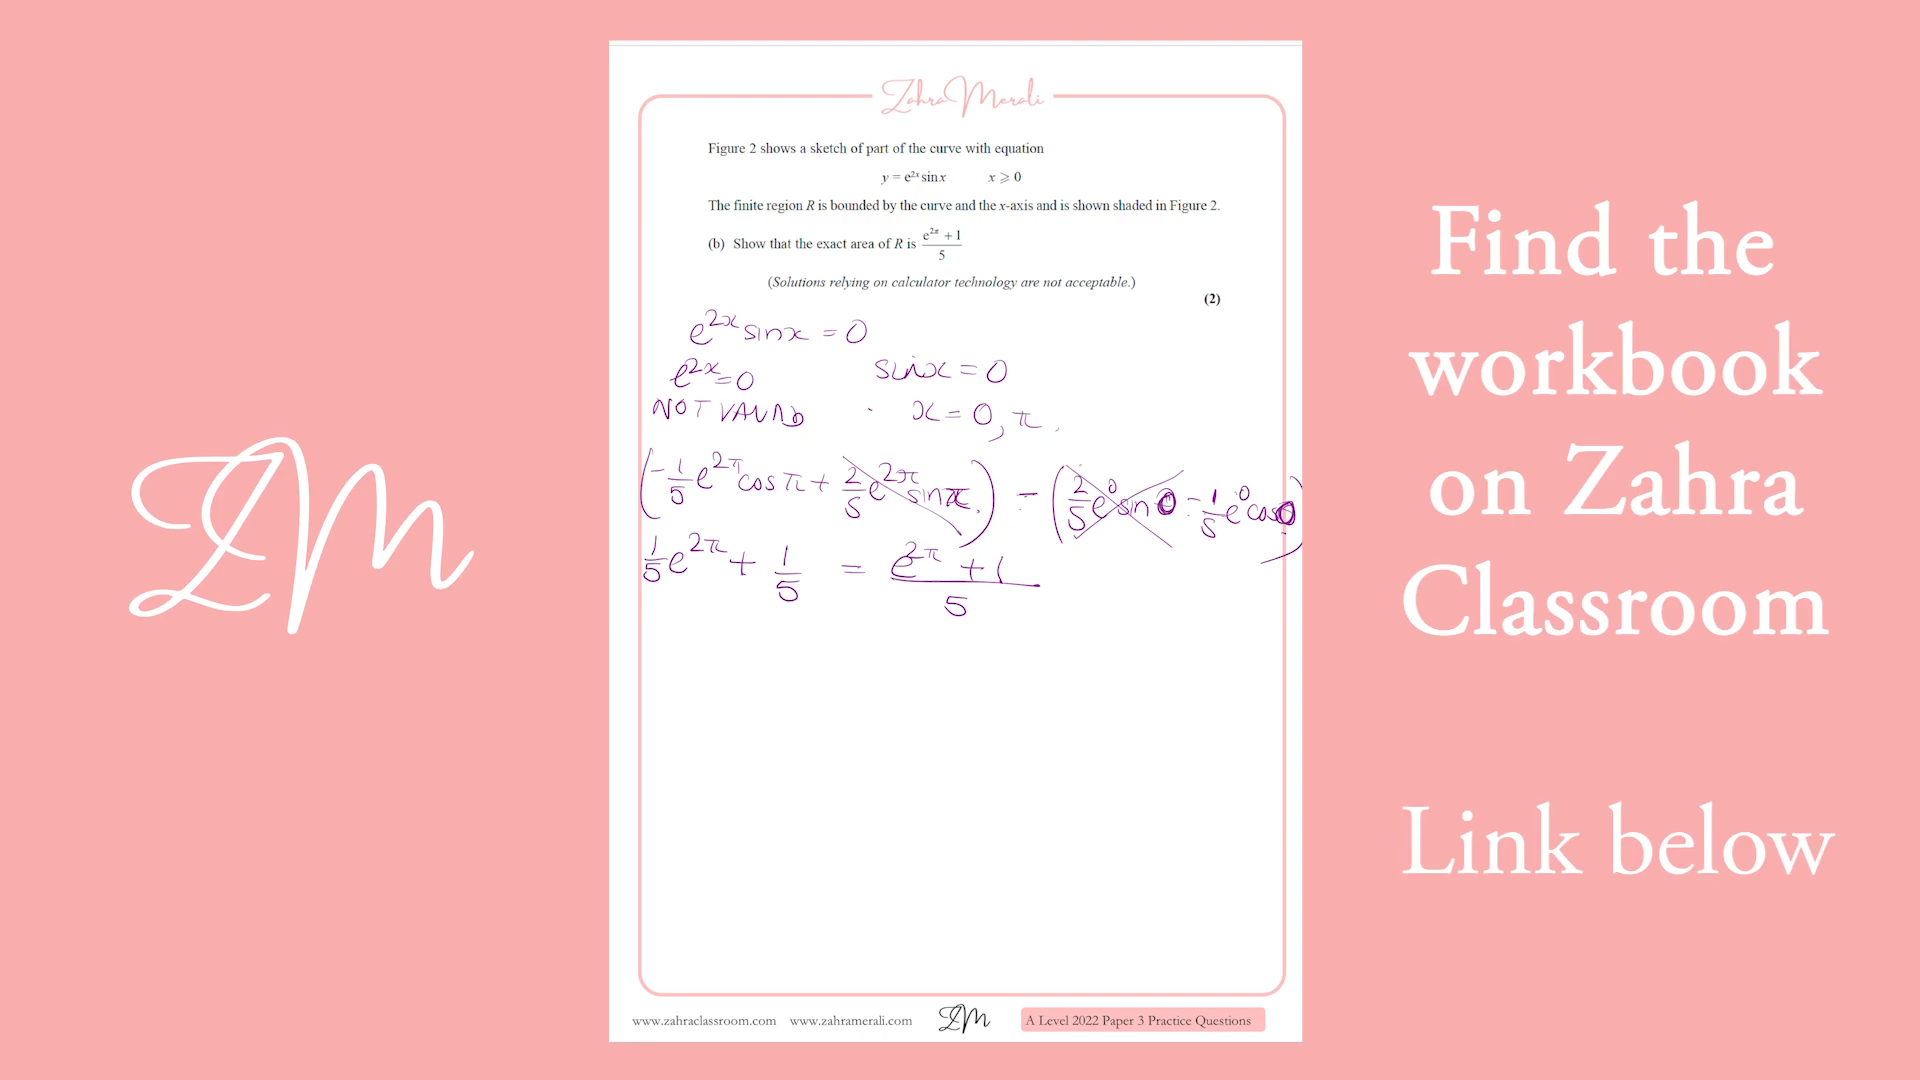 Zahra Merali
Figure 2 shows a sketch of part of the curve with equation
y = e²ˣ sin x    x ⩾ 0
The finite region R is bounded by the curve and the x-axis and is shown shaded in Figure 2.
(b) Show that the exact area of R is (e^{2π} + 1)/5
(Solutions relying on calculator technology are not acceptable.)
(2)
e^{2x} sinx = 0
e^{2x} = 0    sinx = 0
NOT VALID    x = 0, π
(-1/5 e^{2π} cos π + 2/5 e^{2π} sin π) - (2/5 e^0 sin 0 - 1/5 e^0 cos 0)
1/5 e^{2π} + 1/5 = (e^{2π} + 1)/5
www.zahraclassroom.com www.zahramerali.com ZM A Level 2022 Paper 3 Practice Questions
ZM
Find the
workbook
on Zahra
Classroom
Link below